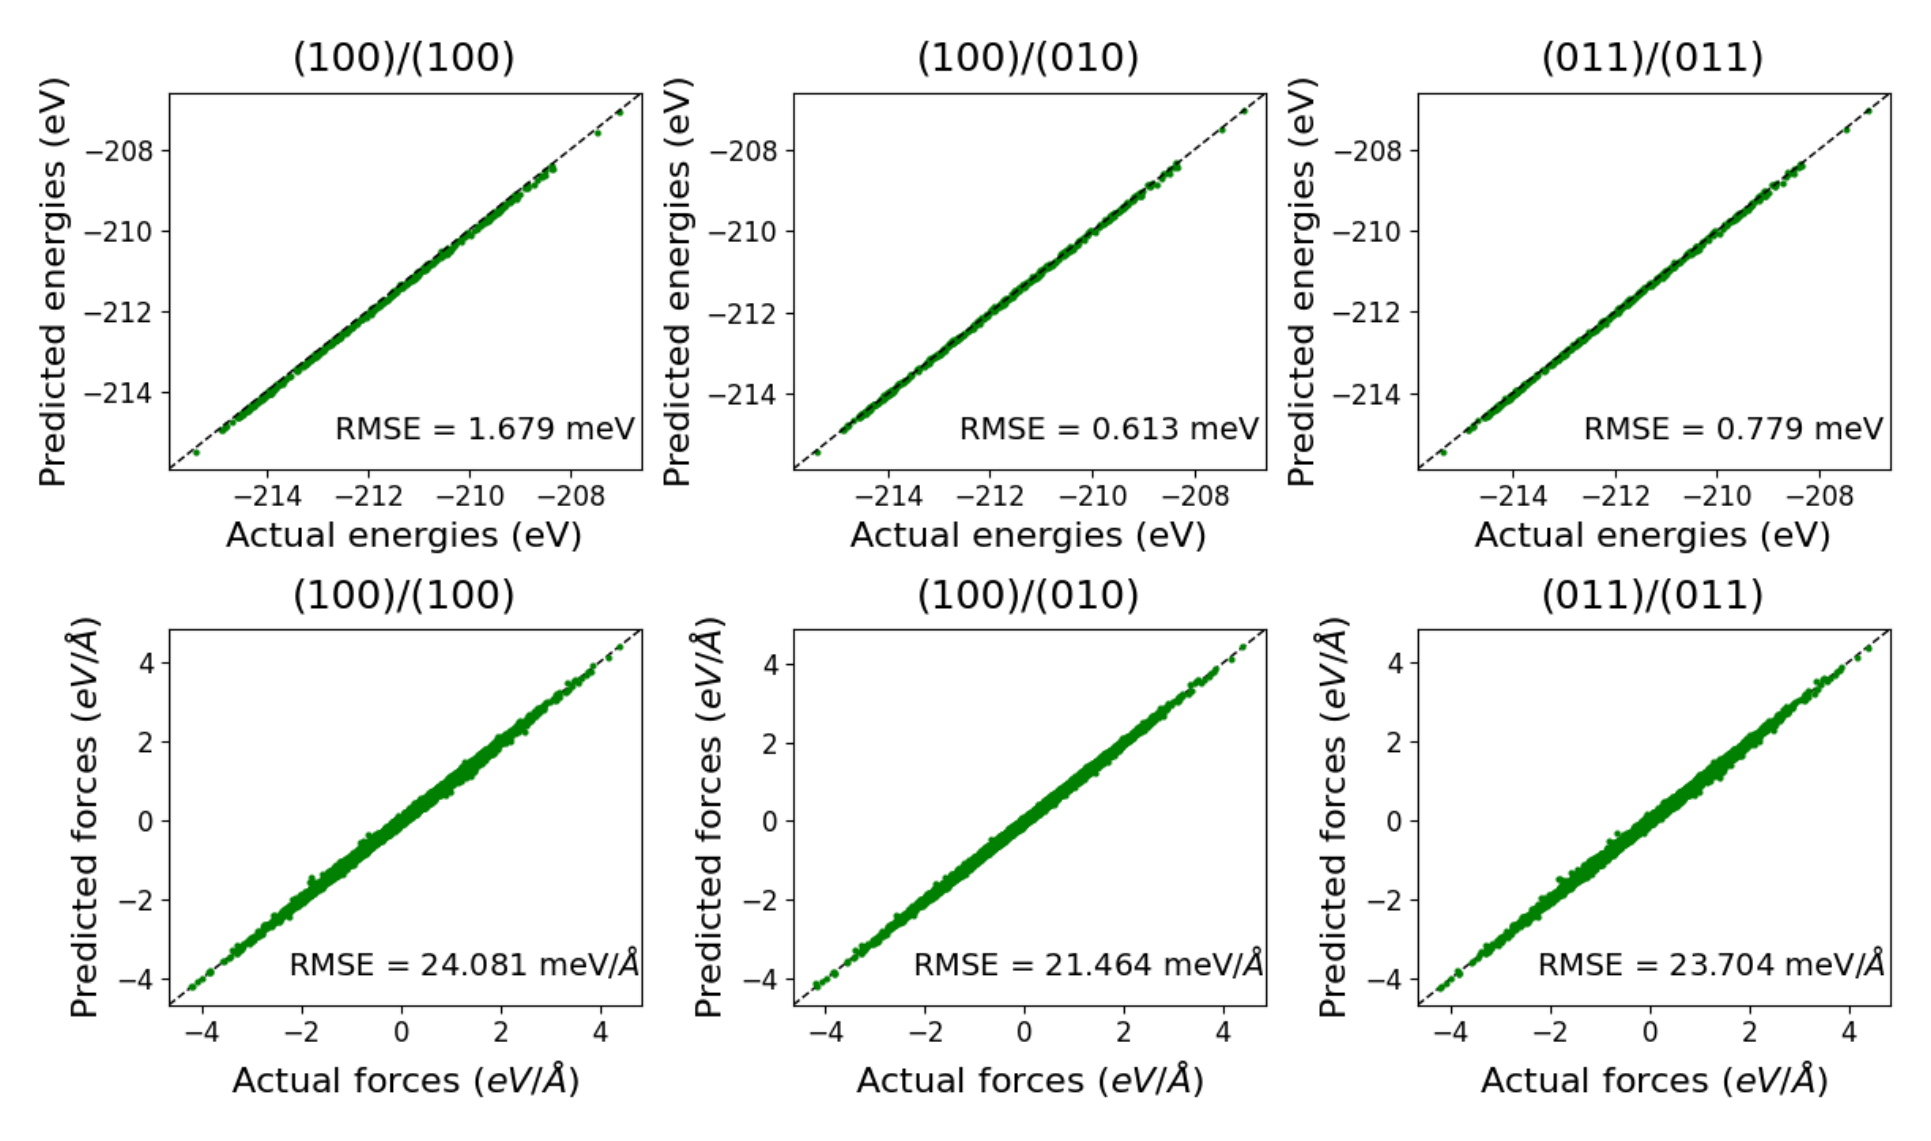 (100)/(100)
Predicted energies (eV)
−208
−210
−212
−214
RMSE = 1.679 meV
−214 −212 −210 −208
Actual energies (eV)
(100)/(010)
Predicted energies (eV)
−208
−210
−212
−214
RMSE = 0.613 meV
−214 −212 −210 −208
Actual energies (eV)
(011)/(011)
Predicted energies (eV)
−208
−210
−212
−214
RMSE = 0.779 meV
−214 −212 −210 −208
Actual energies (eV)
(100)/(100)
Predicted forces (eV/Å)
4
2
0
−2
−4
RMSE = 24.081 meV/Å
−4 −2 0 2 4
Actual forces (eV/Å)
(100)/(010)
Predicted forces (eV/Å)
4
2
0
−2
−4
RMSE = 21.464 meV/Å
−4 −2 0 2 4
Actual forces (eV/Å)
(011)/(011)
Predicted forces (eV/Å)
4
2
0
−2
−4
RMSE = 23.704 meV/Å
−4 −2 0 2 4
Actual forces (eV/Å)